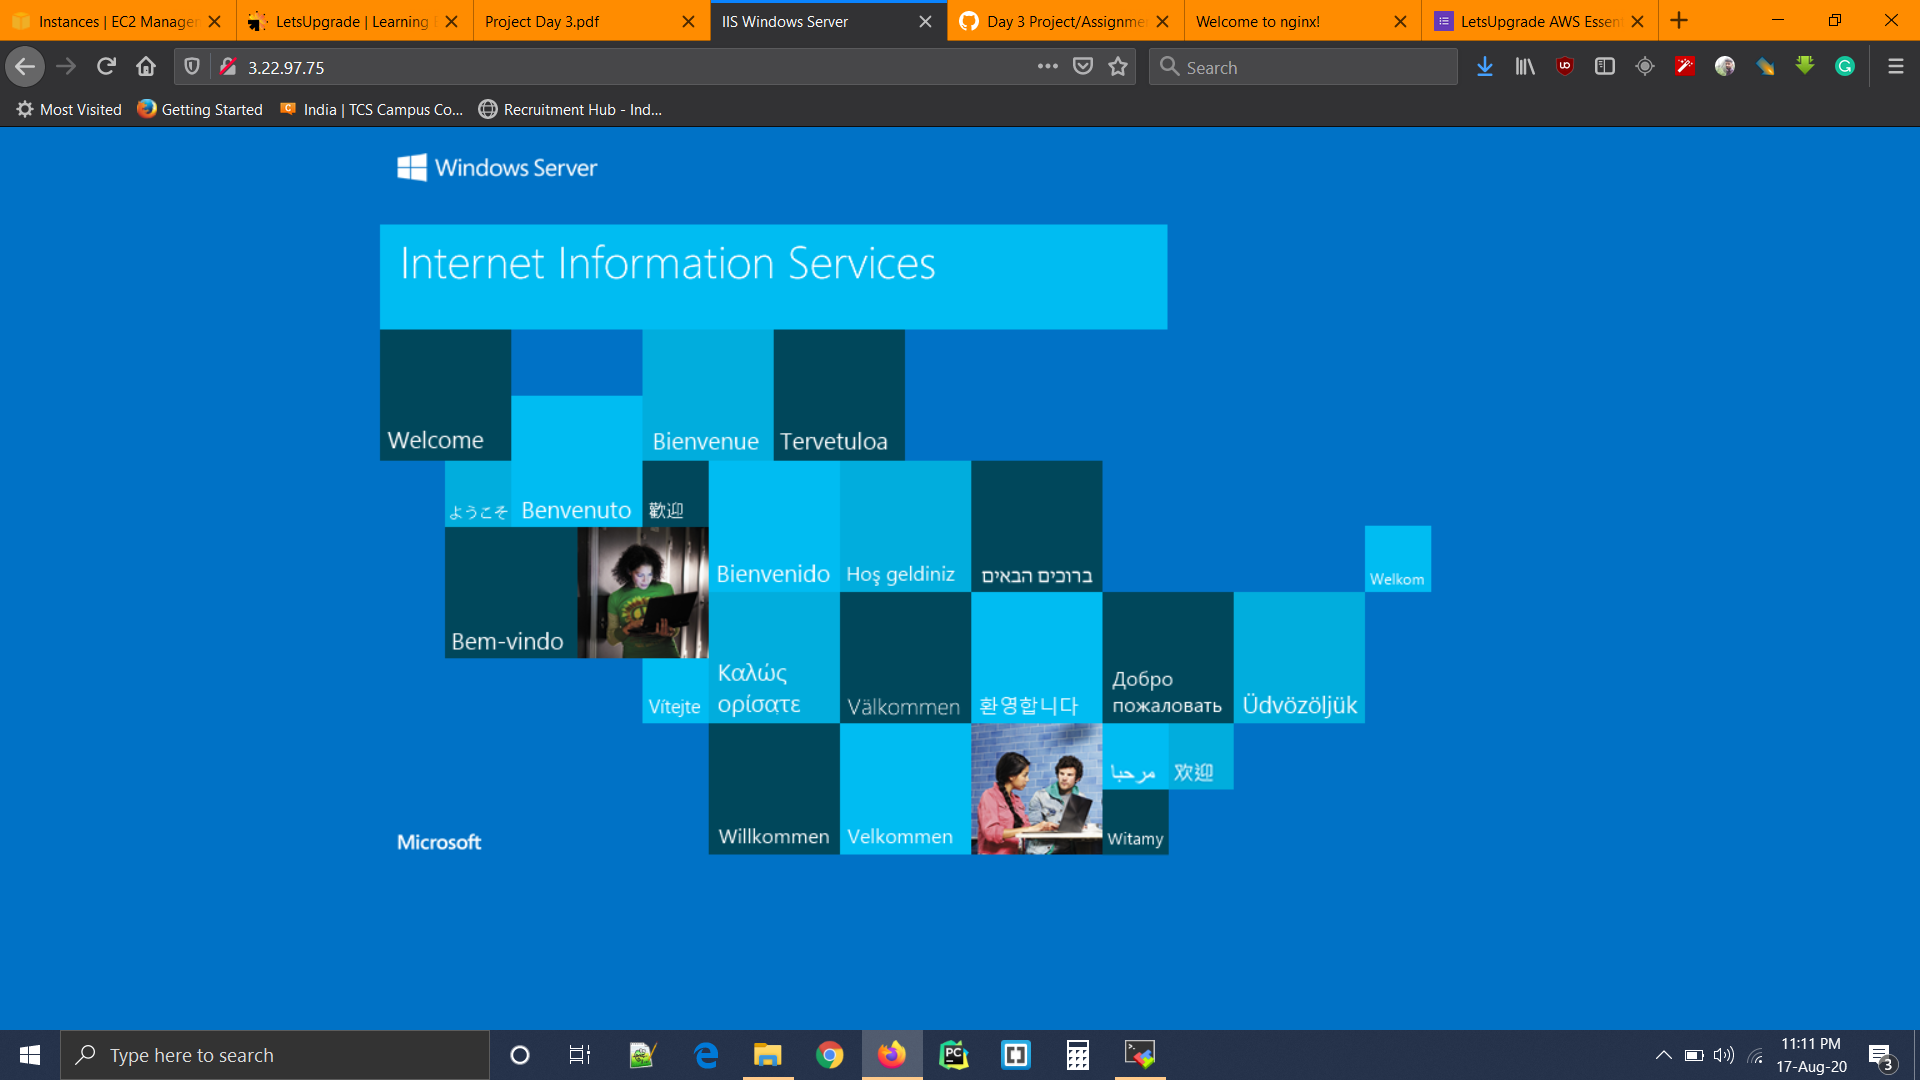 Instances | EC2 Managen
LetsUpgrade | Learning
Project Day 3.pdf
IIS Windows Server
Day 3 Project/Assignme
Welcome to nginx!
LetsUpgrade AWS Essen
3.22.97.75
Search
Most Visited
Getting Started
India | TCS Campus Co...
Recruitment Hub - Ind...
Windows Server
Internet Information Services
Welcome
Bienvenue
Tervetuloa
ようこそ
Benvenuto
歡迎
Bienvenido
Hoş geldiniz
ברוכים הבאים
Welkom
Bem-vindo
Vítejte
Καλώς
ορίσατε
Välkommen
환영합니다
Добро
пожаловать
Üdvözöljük
Microsoft
Willkommen
Velkommen
مرحبا
欢迎
Witamy
Type here to search
PC
11:11 PM
17-Aug-20
3